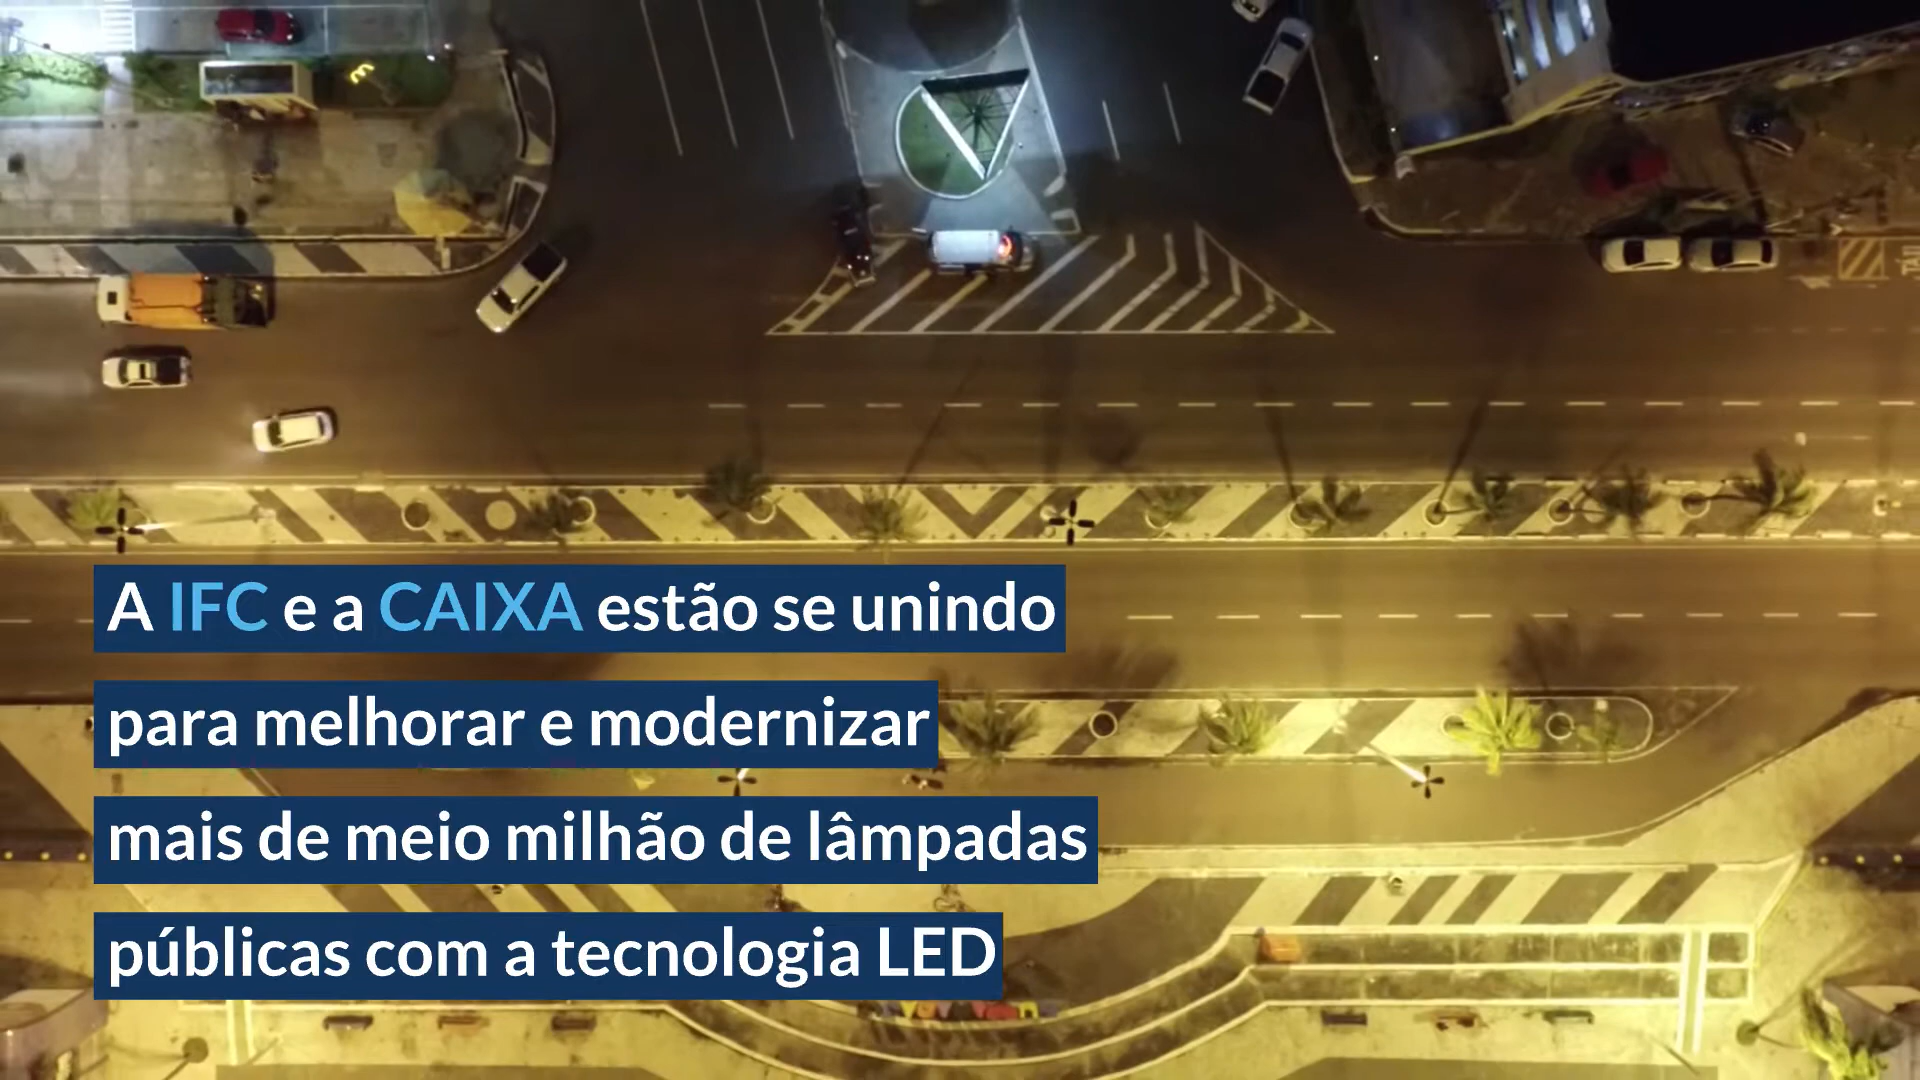 A IFC e a CAIXA estão se unindo
para melhorar e modernizar
mais de meio milhão de lâmpadas
públicas com a tecnologia LED